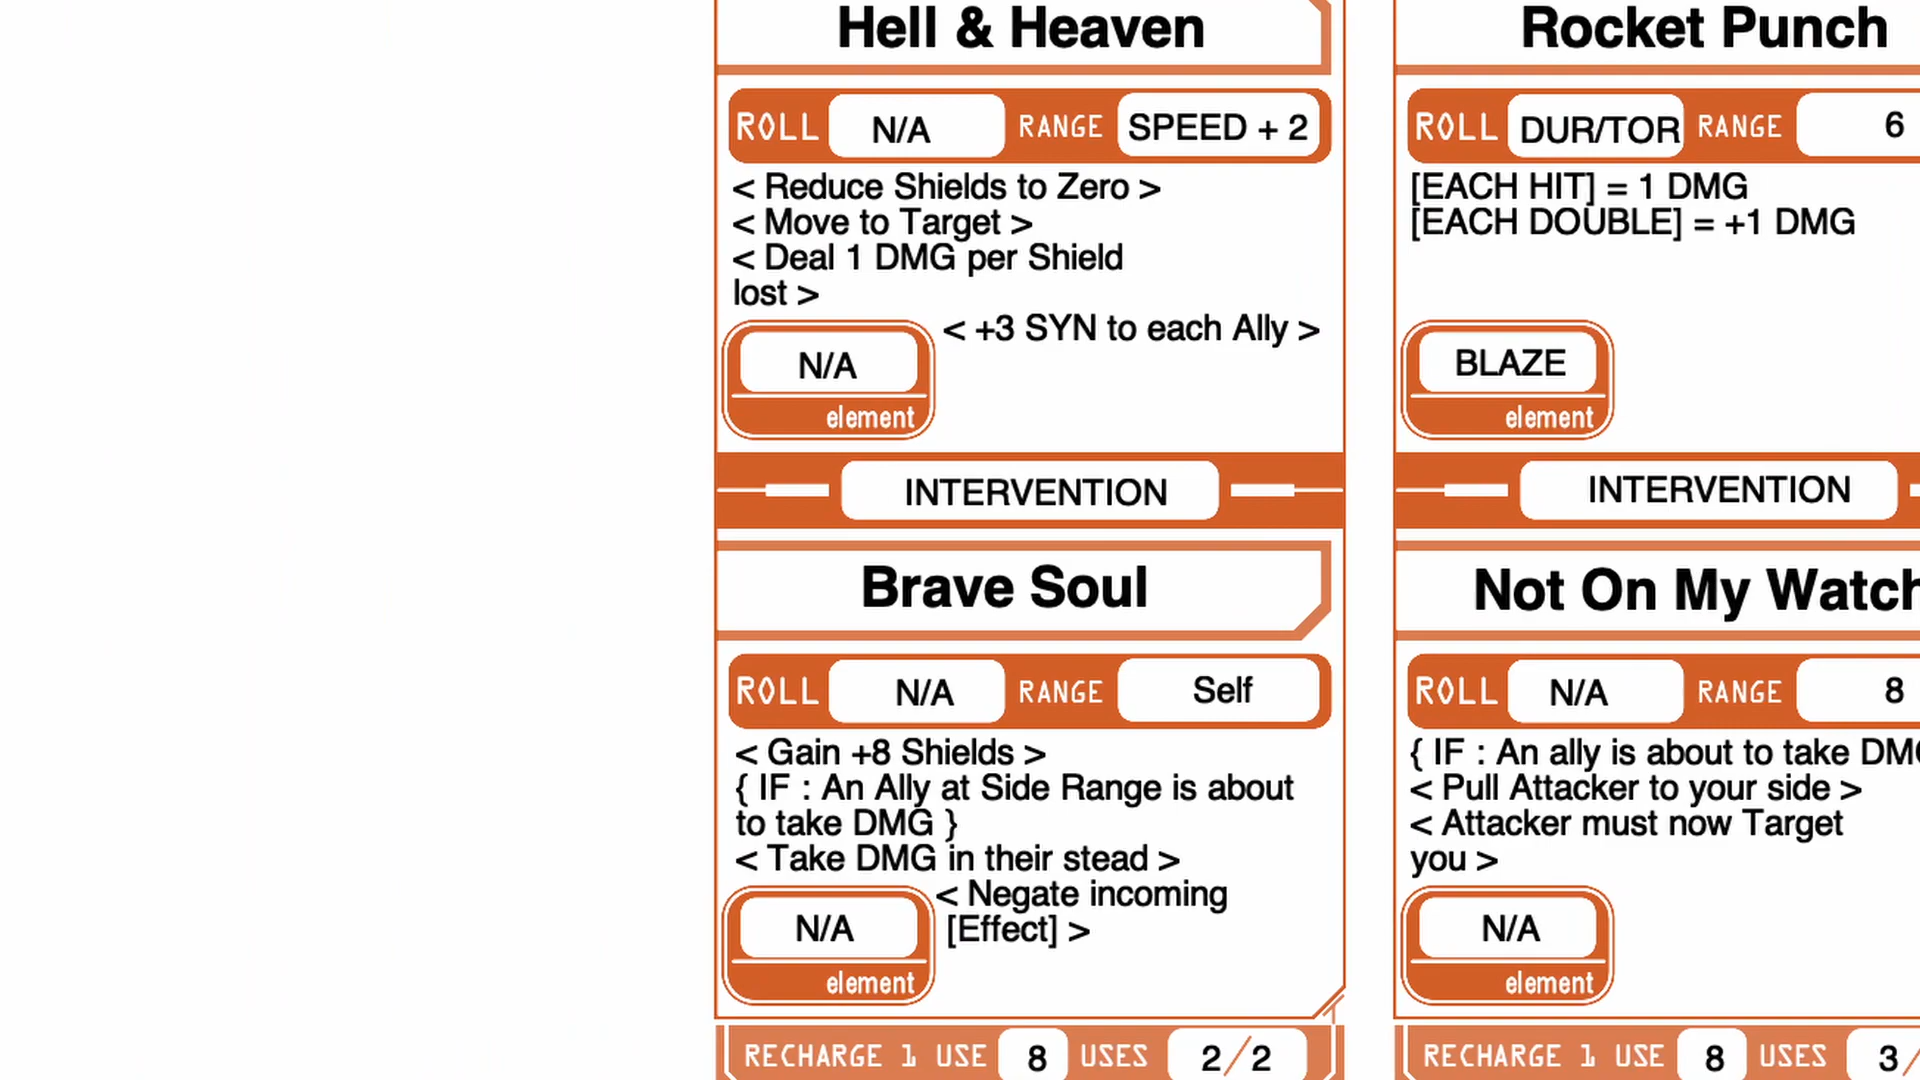 Hell & Heaven
ROLL N/A RANGE SPEED + 2
< Reduce Shields to Zero >
< Move to Target >
< Deal 1 DMG per Shield
lost >
< +3 SYN to each Ally >
N/A
element
INTERVENTION
Brave Soul
ROLL N/A RANGE Self
< Gain +8 Shields >
{ IF : An Ally at Side Range is about
to take DMG }
< Take DMG in their stead >
< Negate incoming
[Effect] >
N/A
element
RECHARGE 1 USE 8 USES 2/2
Rocket Punch
ROLL DUR/TOR RANGE 6
[EACH HIT] = 1 DMG
[EACH DOUBLE] = +1 DMG
BLAZE
element
INTERVENTION
Not On My Watch
ROLL N/A RANGE 8
{ IF : An ally is about to take DMG
< Pull Attacker to your side >
< Attacker must now Target
you >
N/A
element
RECHARGE 1 USE 8 USES 3/